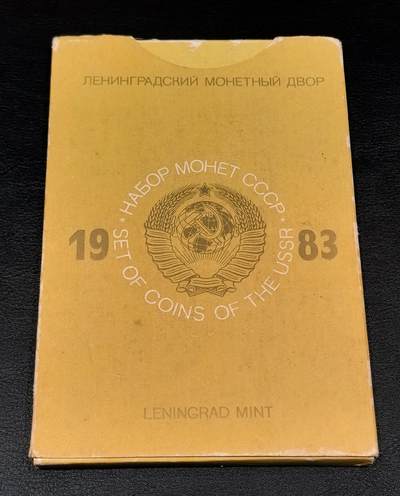 ЛЕНИНГРАДСКИЙ МОНЕТНЫЙ ДВОР
• НАБОР МОНЕТ СССР •
19 83
SET OF COINS OF THE USSR
LENINGRAD MINT